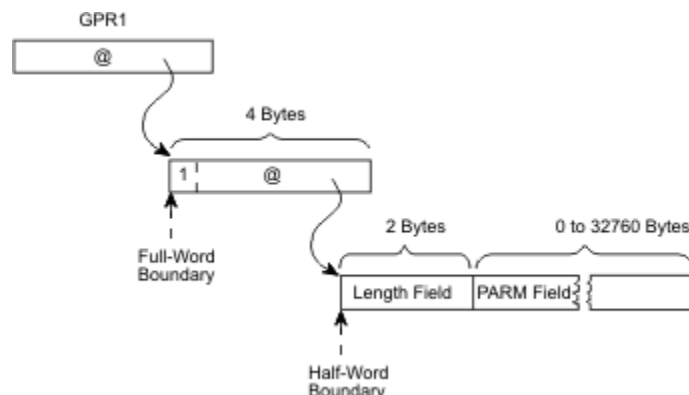 GPR1
@
4 Bytes
1 @
Full-Word
Boundary
2 Bytes 0 to 32760 Bytes
Length Field PARM Field
Half-Word
Boundary